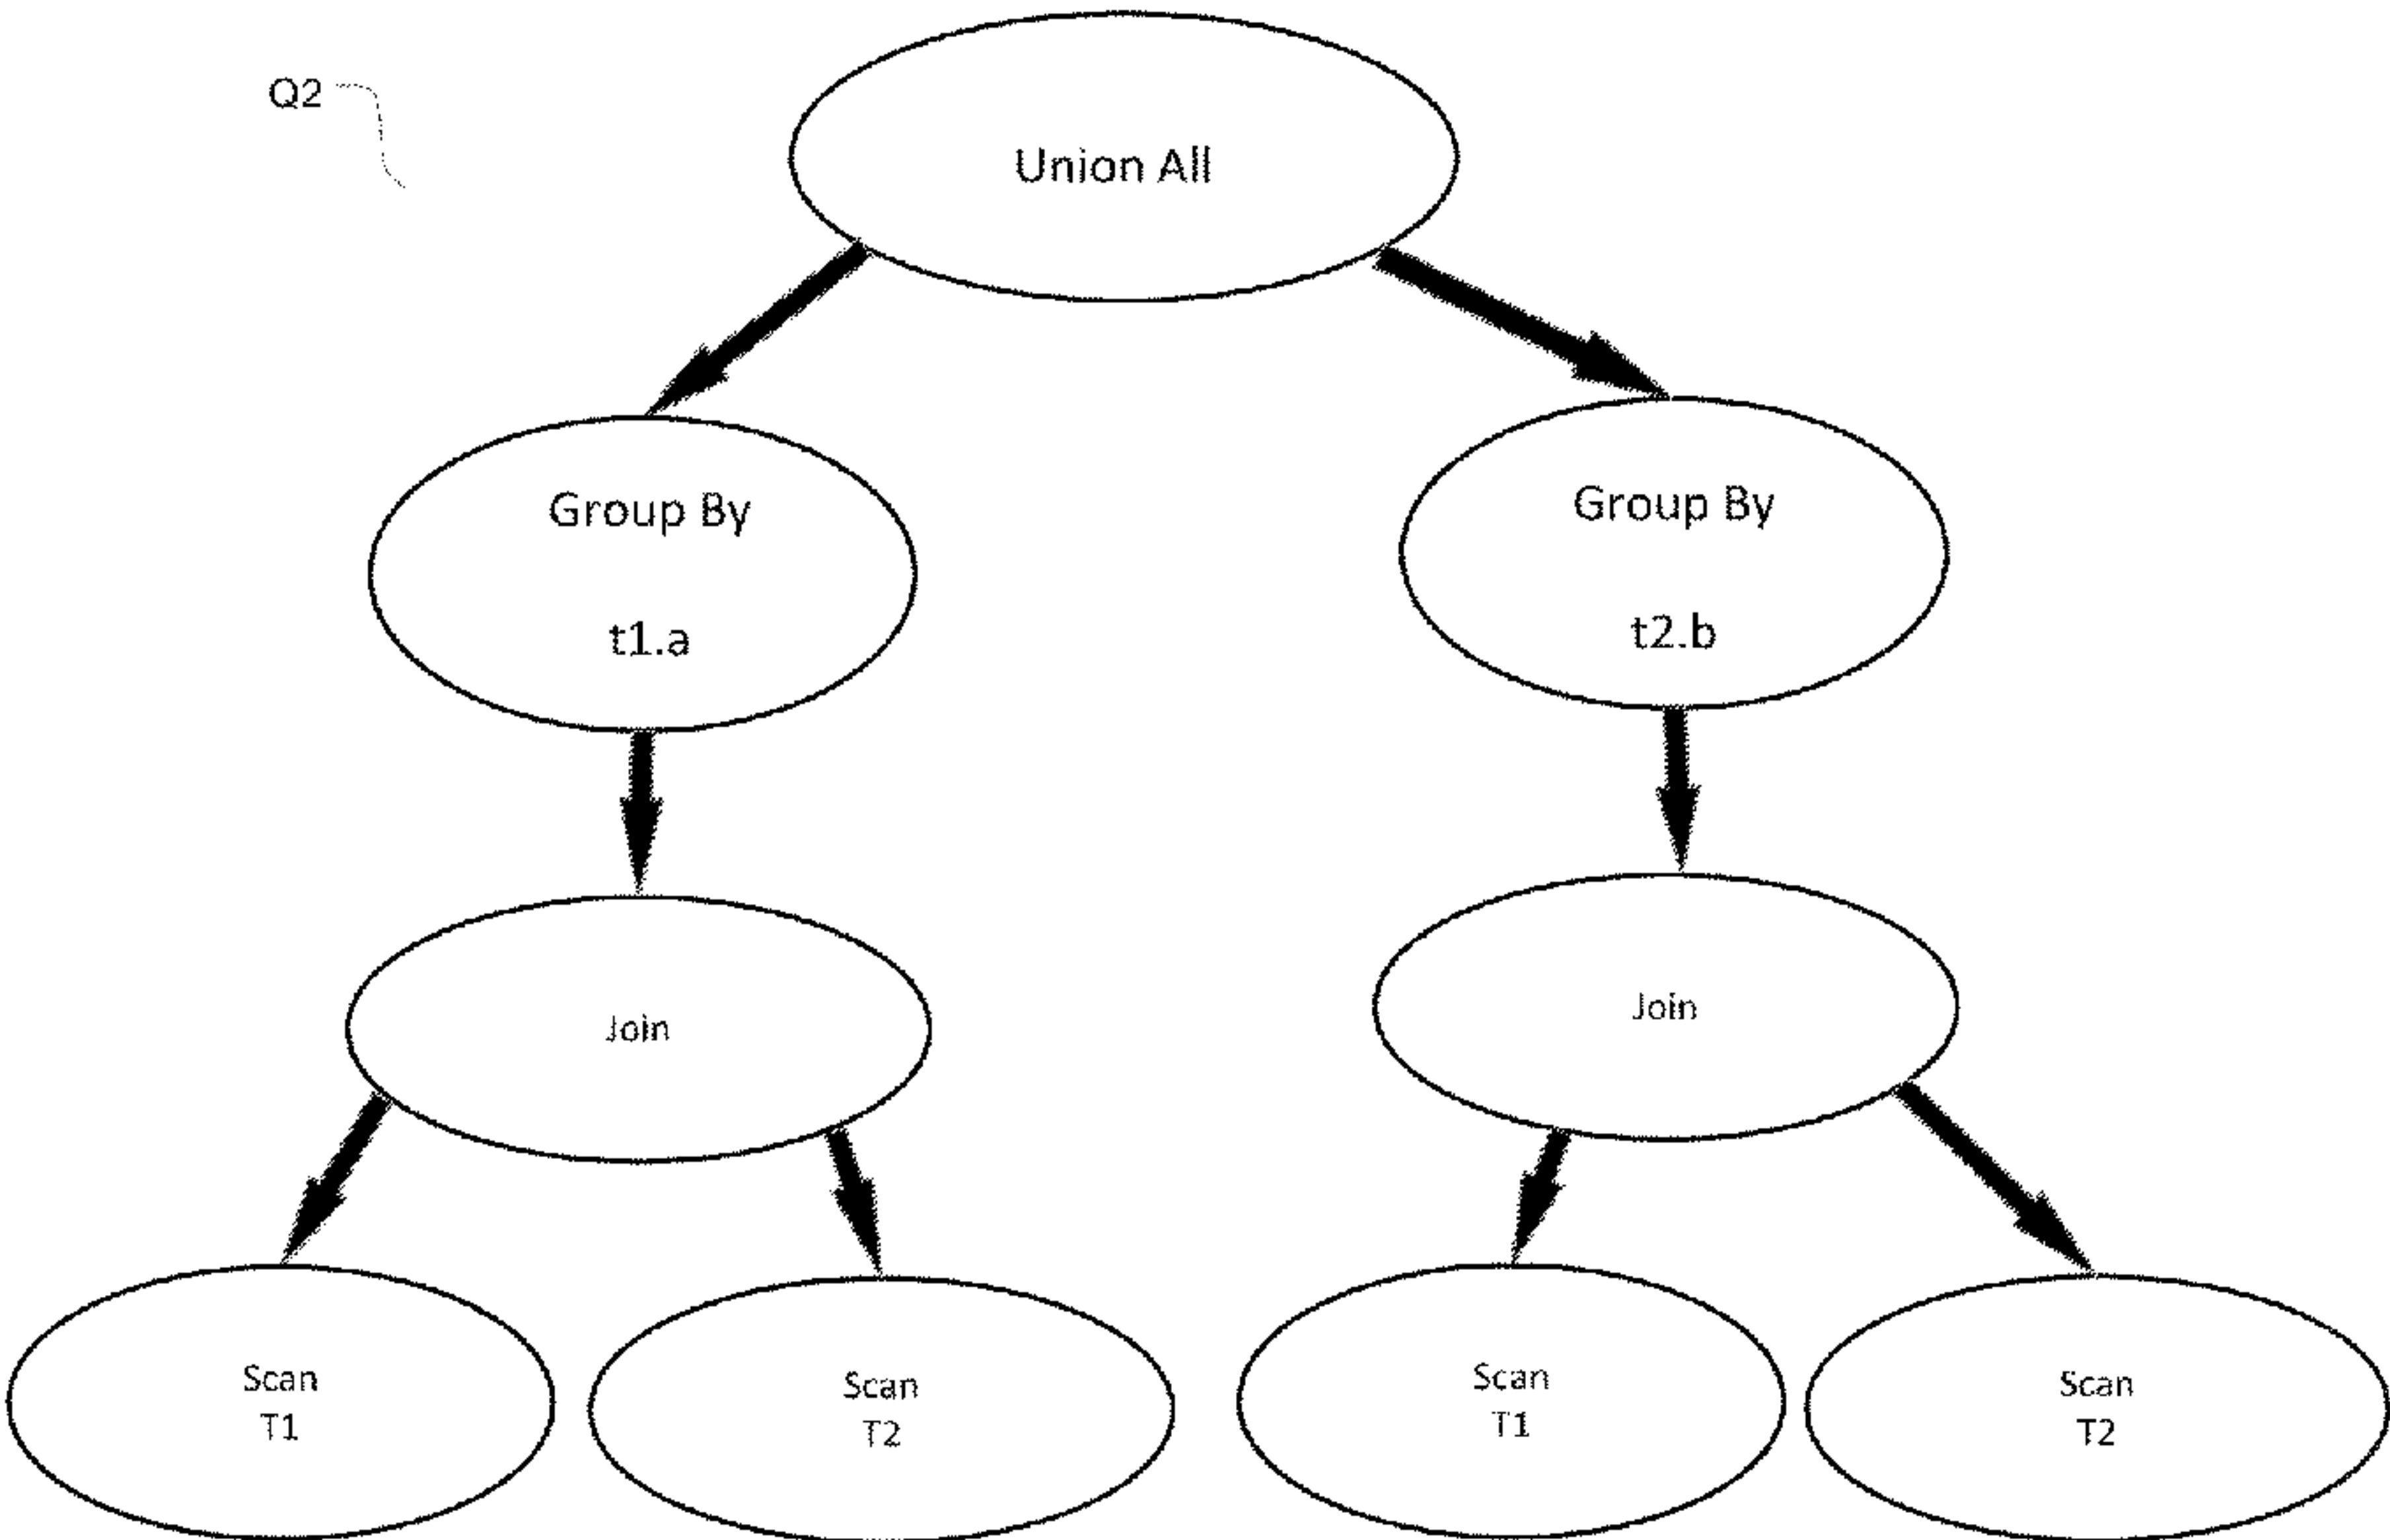 Q2
Union All
Group By
t1.a
Group By
t2.b
Join
Join
Scan
T1
Scan
T2
Scan
T1
Scan
T2